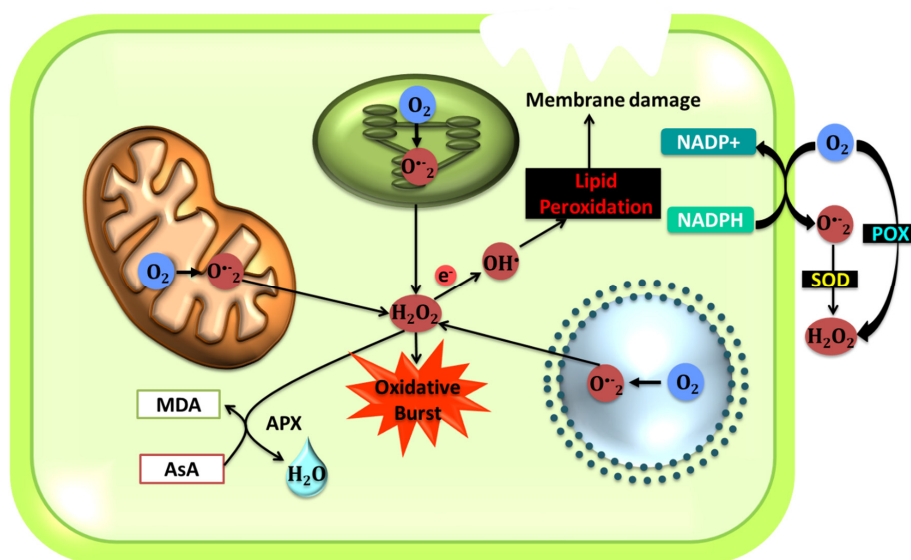 O₂
O•-₂
Membrane damage
NADP+
O₂
Lipid
Peroxidation
NADPH
O•-₂
POX
SOD
H₂O₂
O₂
O•-₂
e-
OH•
H₂O₂
O•-₂
O₂
Oxidative
Burst
MDA
APX
AsA
H₂O